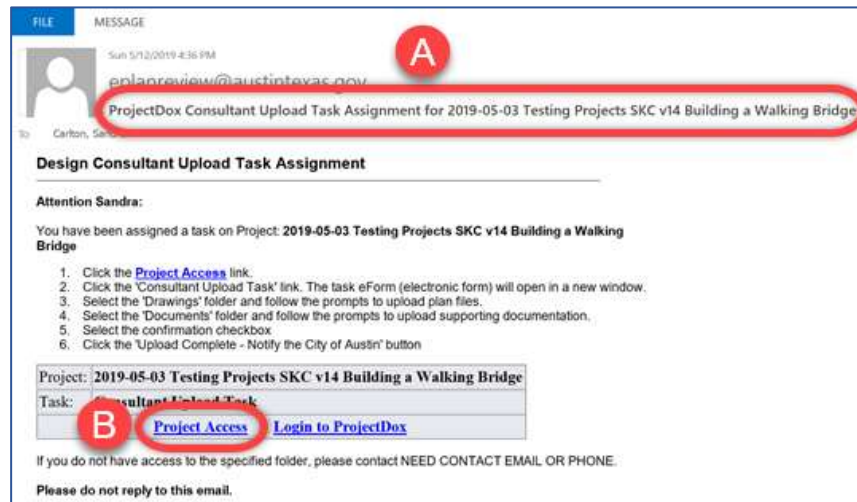 FILE MESSAGE
A
Sun 5/12/2019 4:36 PM
eplanreview@austintexas.gov
ProjectDox Consultant Upload Task Assignment for 2019-05-03 Testing Projects SKC v14 Building a Walking Bridge
To Carlton, Sandra
Design Consultant Upload Task Assignment
Attention Sandra:
You have been assigned a task on Project: 2019-05-03 Testing Projects SKC v14 Building a Walking
Bridge
1. Click the Project Access link.
2. Click the 'Consultant Upload Task' link. The task eForm (electronic form) will open in a new window.
3. Select the 'Drawings' folder and follow the prompts to upload plan files.
4. Select the 'Documents' folder and follow the prompts to upload supporting documentation.
5. Select the confirmation checkbox
6. Click the 'Upload Complete - Notify the City of Austin' button
Project: 2019-05-03 Testing Projects SKC v14 Building a Walking Bridge
Task: Consultant Upload Task
B Project Access Login to ProjectDox
If you do not have access to the specified folder, please contact NEED CONTACT EMAIL OR PHONE.
Please do not reply to this email.